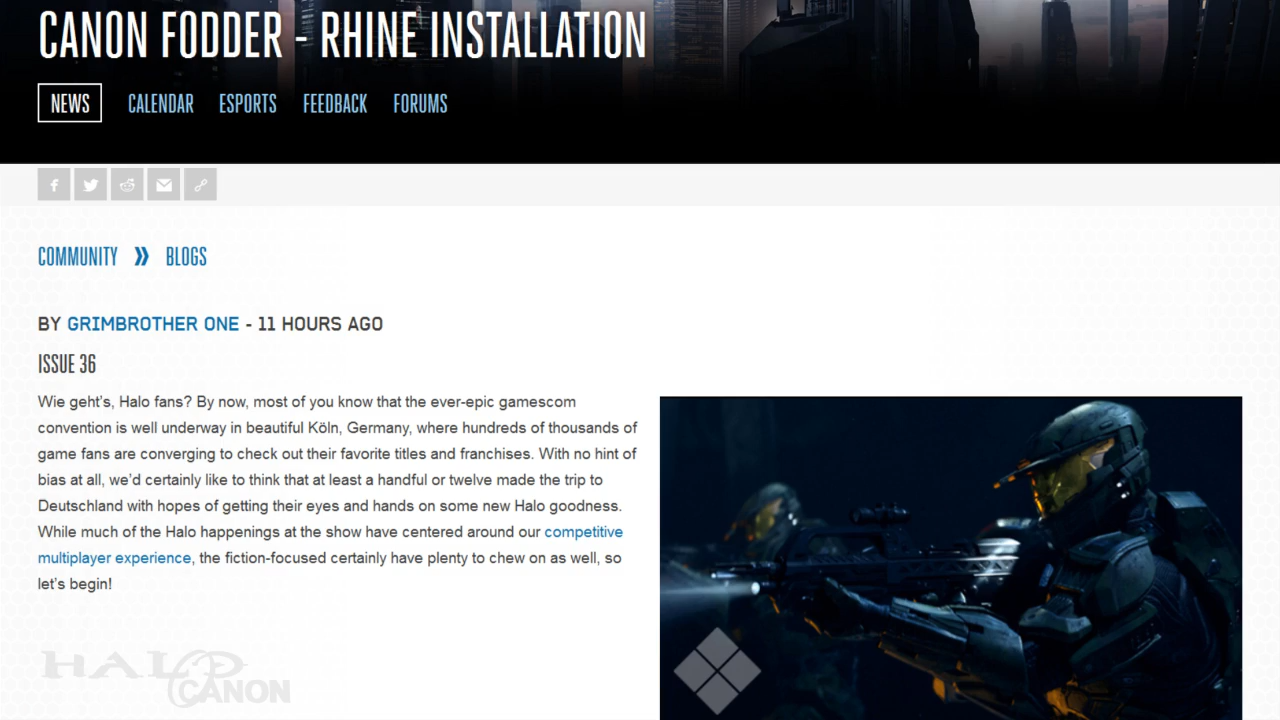 CANON FODDER - RHINE INSTALLATION
NEWS CALENDAR ESPORTS FEEDBACK FORUMS
COMMUNITY » BLOGS
BY GRIMBROTHER ONE - 11 HOURS AGO
ISSUE 36
Wie geht's, Halo fans? By now, most of you know that the ever-epic gamescom
convention is well underway in beautiful Köln, Germany, where hundreds of thousands of
game fans are converging to check out their favorite titles and franchises. With no hint of
bias at all, we'd certainly like to think that at least a handful or twelve made the trip to
Deutschland with hopes of getting their eyes and hands on some new Halo goodness.
While much of the Halo happenings at the show have centered around our competitive
multiplayer experience, the fiction-focused certainly have plenty to chew on as well, so
let's begin!
HALO
CANON